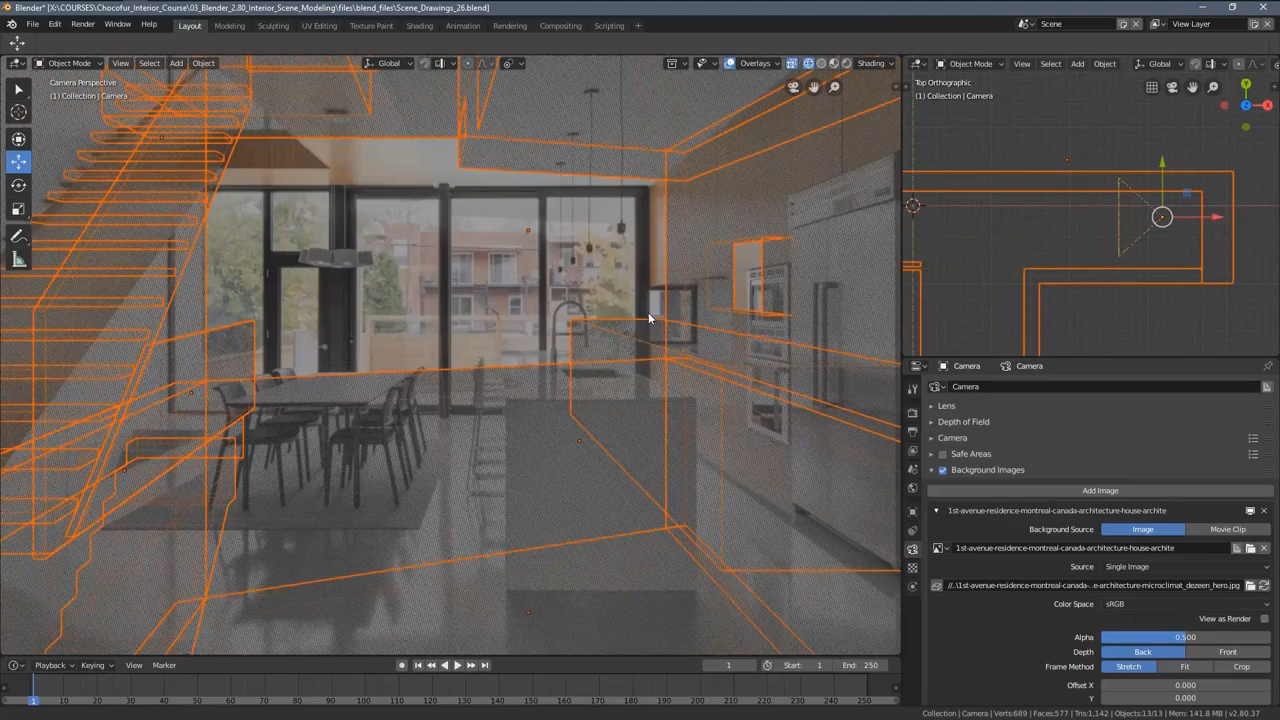 Blender* [X:\COURSES\Chocofur_Interior_Course\03_Blender_2.80_Interior_Scene_Modeling\files\blend_files\Scene_Drawings_26.blend]
File Edit Render Window Help Layout Modeling Sculpting UV Editing Texture Paint Shading Animation Rendering Compositing Scripting + Scene View Layer
Object Mode View Select Add Object Global Overlays Shading Object Mode View Select Add Object Global
Camera Perspective
(1) Collection | Camera
Top Orthographic
(1) Collection | Camera
Y
Z X
Camera Camera
Camera
Lens
Depth of Field
Camera
Safe Areas
Background Images
Add Image
1st-avenue-residence-montreal-canada-architecture-house-archite
Background Source Image Movie Clip
1st-avenue-residence-montreal-canada-architecture-house-archite
Source Single Image
//..\1st-avenue-residence-montreal-canada-..e-architecture-microclimat_dezeen_hero.jpg
Color Space sRGB
View as Render
Alpha 0.500
Depth Back Front
Frame Method Stretch Fit Crop
Offset X 0.000
Y 0.000
Playback Keying View Marker 1 Start: 1 End: 250
1 10 20 30 40 50 60 70 80 90 100 110 120 130 140 150 160 170 180 190 200 210 220 230 240 250
Collection | Camera | Verts:689 | Faces:577 | Tris:1,142 | Objects:13/13 | Mem: 141.8 MB | v2.80.37